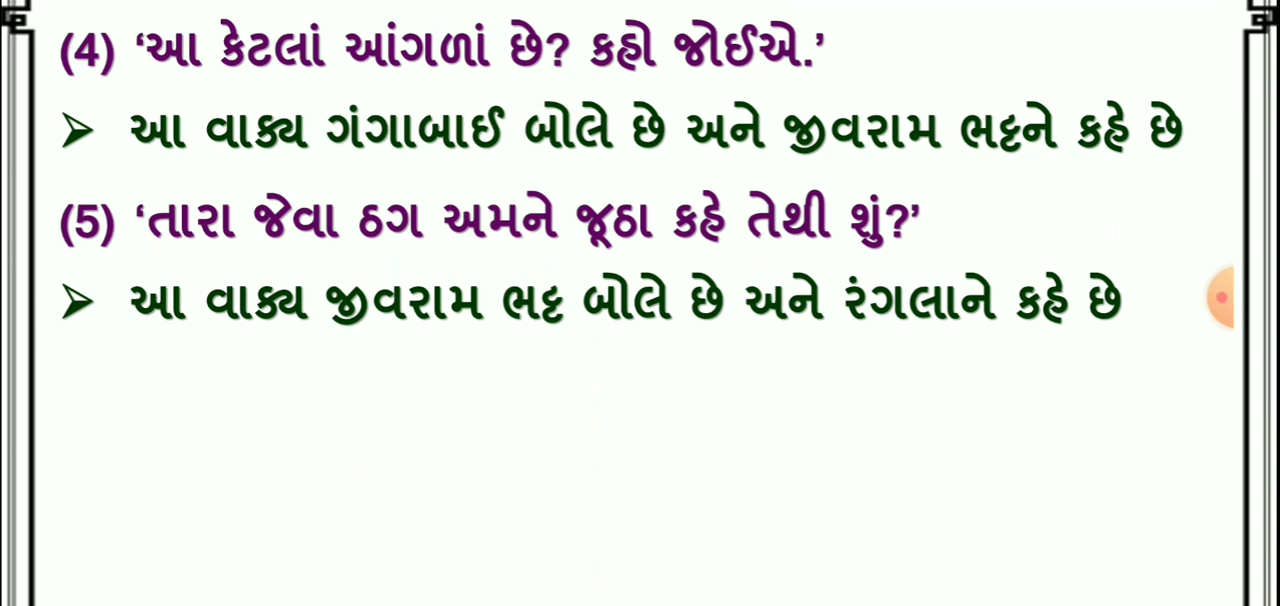 (4) ‘આ કેટલાં આંગળાં છે? કહો જોઈએ.’
➢ આ વાક્ય ગંગાબાઈ બોલે છે અને જીવરામ ભટ્ટને કહે છે
(5) ‘તારા જેવા ઠગ અમને જૂઠા કહે તેથી શું?’
➢ આ વાક્ય જીવરામ ભટ્ટ બોલે છે અને રંગલાને કહે છે